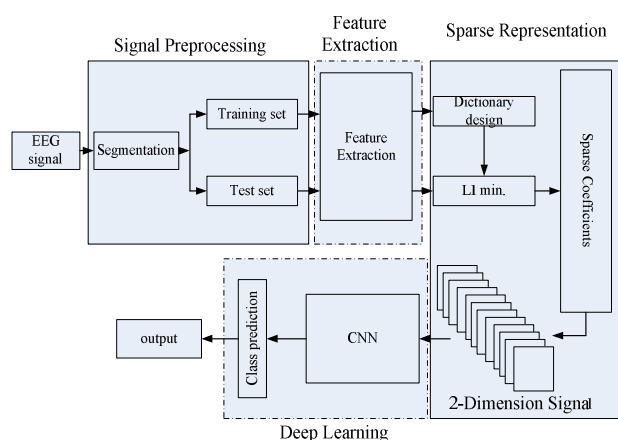 Signal Preprocessing
Feature
Extraction
Sparse Representation
EEG
signal
Segmentation
Training set
Test set
Feature
Extraction
Dictionary
design
L1 min.
Sparse Coefficients
2-Dimension Signal
CNN
Class prediction
output
Deep Learning